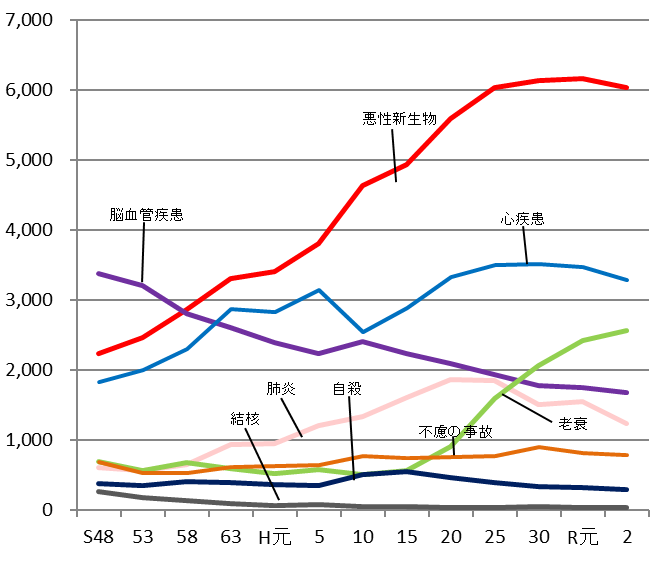 7,000
6,000
悪性新生物
5,000
脳血管疾患
心疾患
4,000
3,000
2,000
肺炎
自殺
結核
不慮の事故
老衰
1,000
0
S48 53 58 63 H元 5 10 15 20 25 30 R元 2